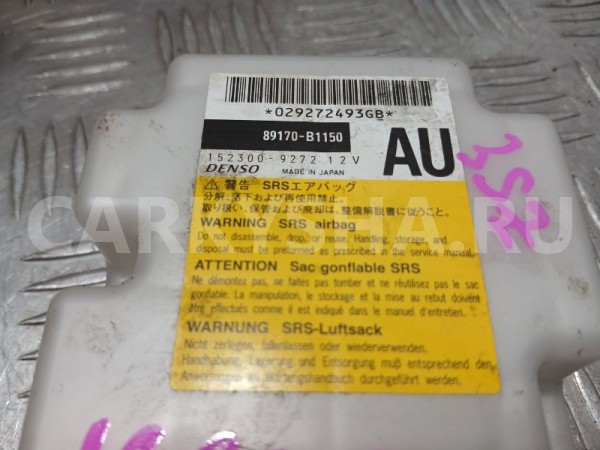 *029272493GB*
89170-B1150
AU
152300-9272 12V
DENSO MADE IN JAPAN
⚠ 警告 SRSエアバッグ
分解、落下および再使用禁止。
取り扱い、保管および廃却は、整備解説書に従うこと。
WARNING SRS airbag
Do not disassemble, drop, or reuse. Handling, storage, and
disposal must be preformed as prescribed in the service manual.
ATTENTION Sac gonflable SRS
Ne démontez pas, ne faites pas tomber et ne réutilisez pas le sac
gonflable. La manipulation, le stockage et la mise au rebut doivent
être effectués comme il est indiqué dans le manuel d'entretien.
WARNUNG SRS-Luftsack
Nicht zerlegen, fallenlassen oder wiederverwenden.
Handhabung, Lagerung und Entsorgung muß entsprechend den
Anweisungen im Wartungshandbuch durchgeführt werden.